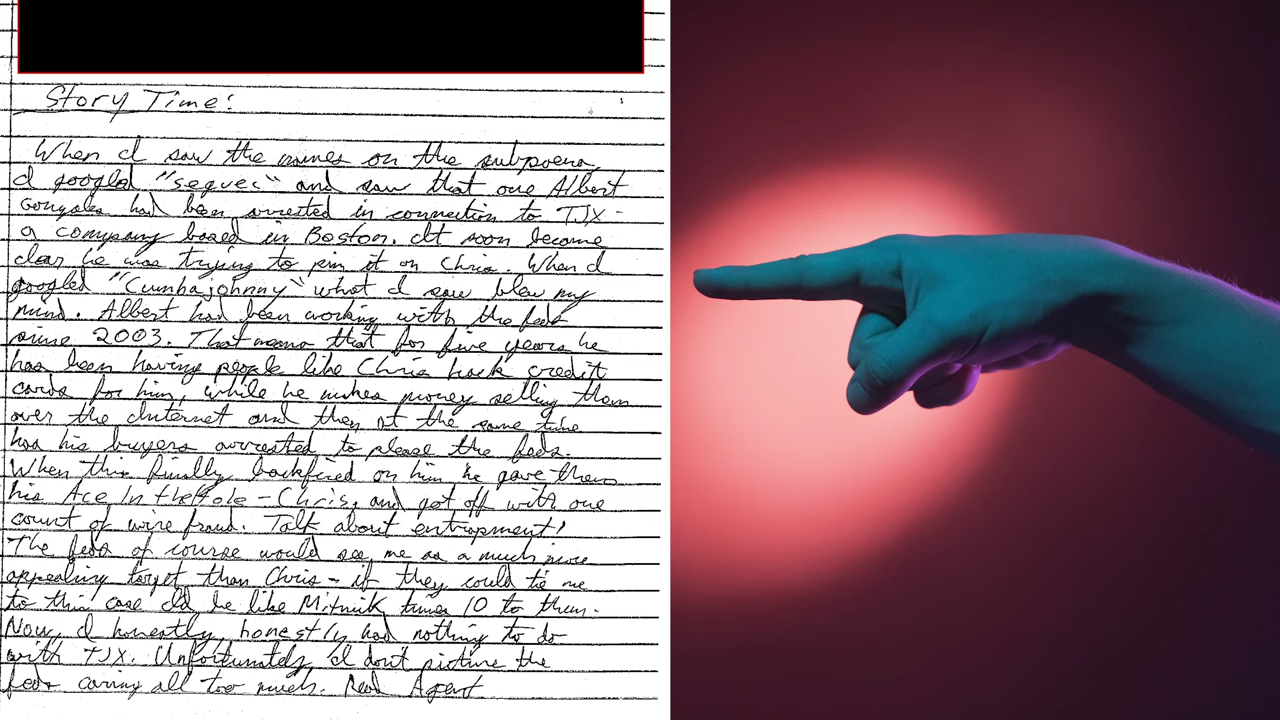 Story Time:
When I saw the names on the subpoena,
I googled "segvec" and saw that one Albert
Gonzales had been arrested in connection to TJX -
a company based in Boston. It soon became
clear he was trying to pin it on Chris. When I
googled "Cumbajohnny" what I saw blew my
mind. Albert had been working with the feds
since 2003. That means that for five years he
has been having people like Chris hack credit
cards for him, while he makes money selling them
over the Internet and then at the same time
has his buyers arrested to please the feds.
When this finally backfired on him he gave them
his Ace In the Hole - Chris, and got off with one
count of wire fraud. Talk about entrapment!
The feds of course would see me as a much more
appealing target than Chris - if they could tie me
to this case I'd be like Mitnick times 10 to them.
Now, I honestly, honestly had nothing to do
with TJX. Unfortunately, I don't picture the
feds caring all too much. Read Agent